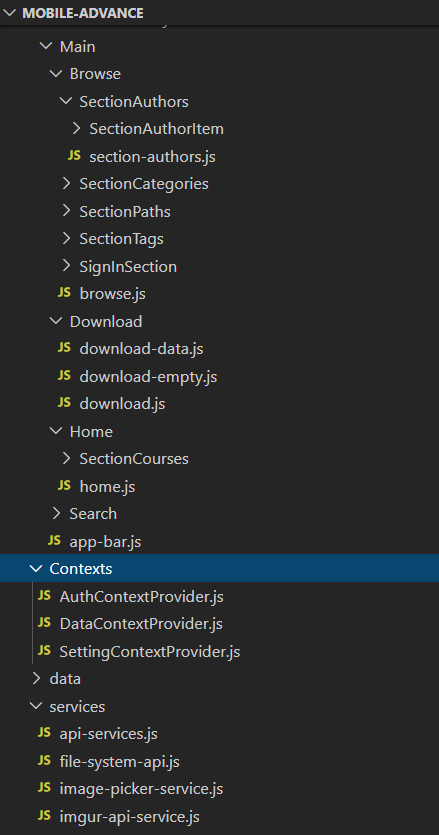 MOBILE-ADVANCE
Main
Browse
SectionAuthors
SectionAuthorItem
JS section-authors.js
SectionCategories
SectionPaths
SectionTags
SignInSection
JS browse.js
Download
JS download-data.js
JS download-empty.js
JS download.js
Home
SectionCourses
JS home.js
Search
JS app-bar.js
Contexts
JS AuthContextProvider.js
JS DataContextProvider.js
JS SettingContextProvider.js
data
services
JS api-services.js
JS file-system-api.js
JS image-picker-service.js
JS imgur-api-service.js